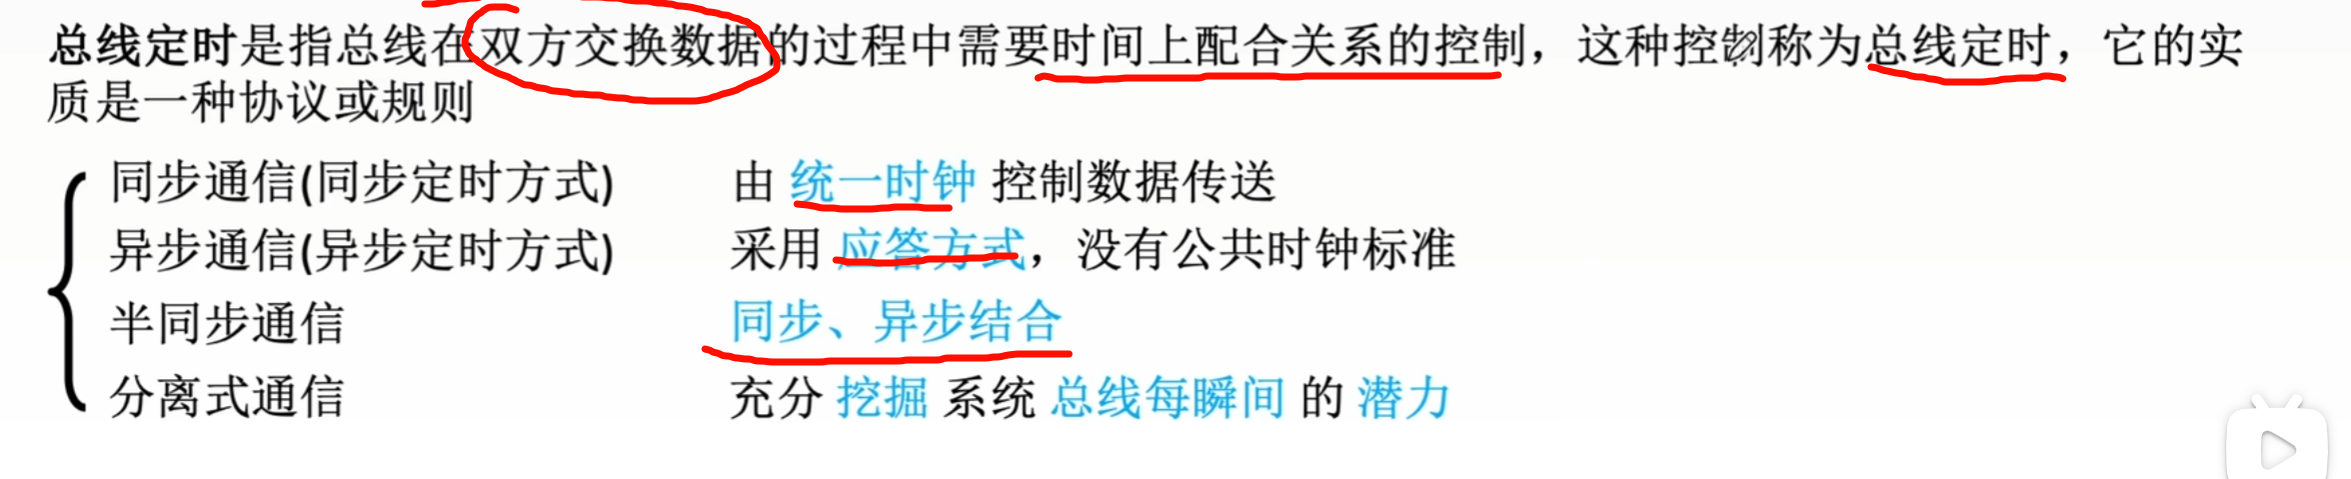 总线定时是指总线在双方交换数据的过程中需要时间上配合关系的控制，这种控制称为总线定时，它的实
质是一种协议或规则
同步通信(同步定时方式) 由 统一时钟 控制数据传送
异步通信(异步定时方式) 采用 应答方式，没有公共时钟标准
半同步通信 同步、异步结合
分离式通信 充分 挖掘 系统 总线每瞬间 的 潜力